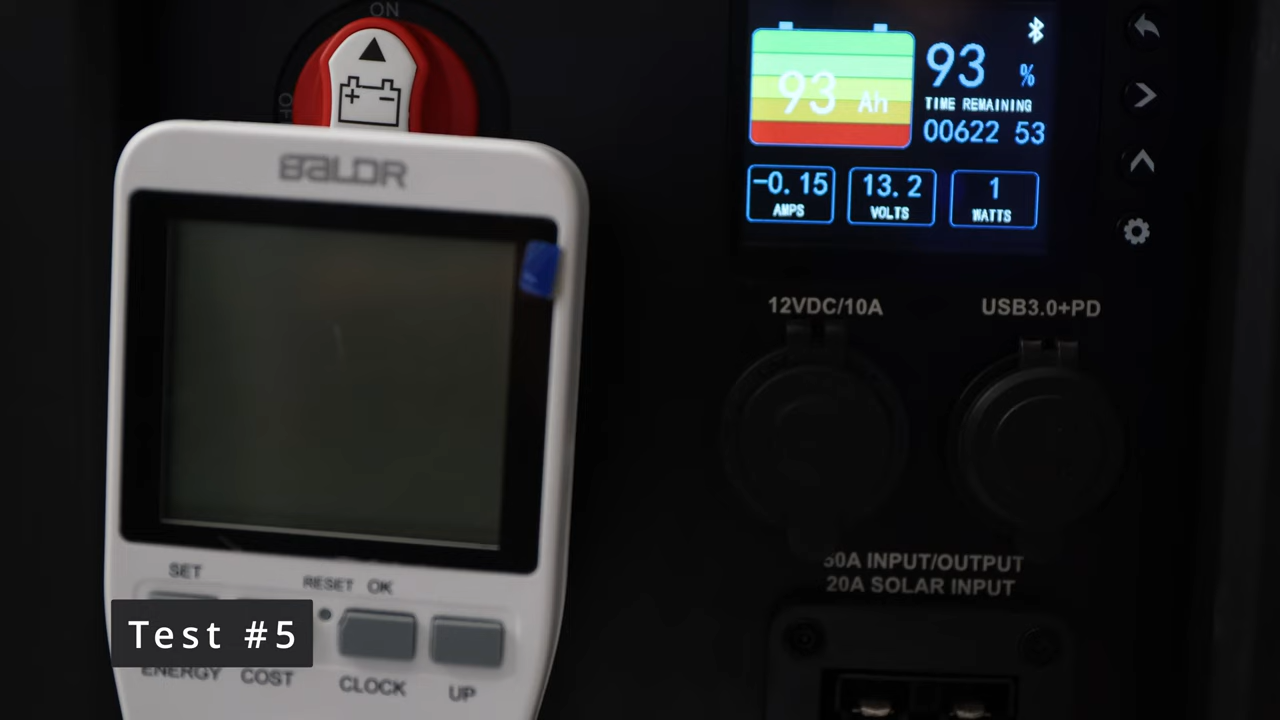 ON
BALDR
SET
RESET OK
Test #5
ENERGY COST CLOCK UP
93 Ah
93 %
TIME REMAINING
00622 53
-0.15 AMPS
13.2 VOLTS
1 WATTS
12VDC/10A
USB3.0+PD
50A INPUT/OUTPUT
20A SOLAR INPUT